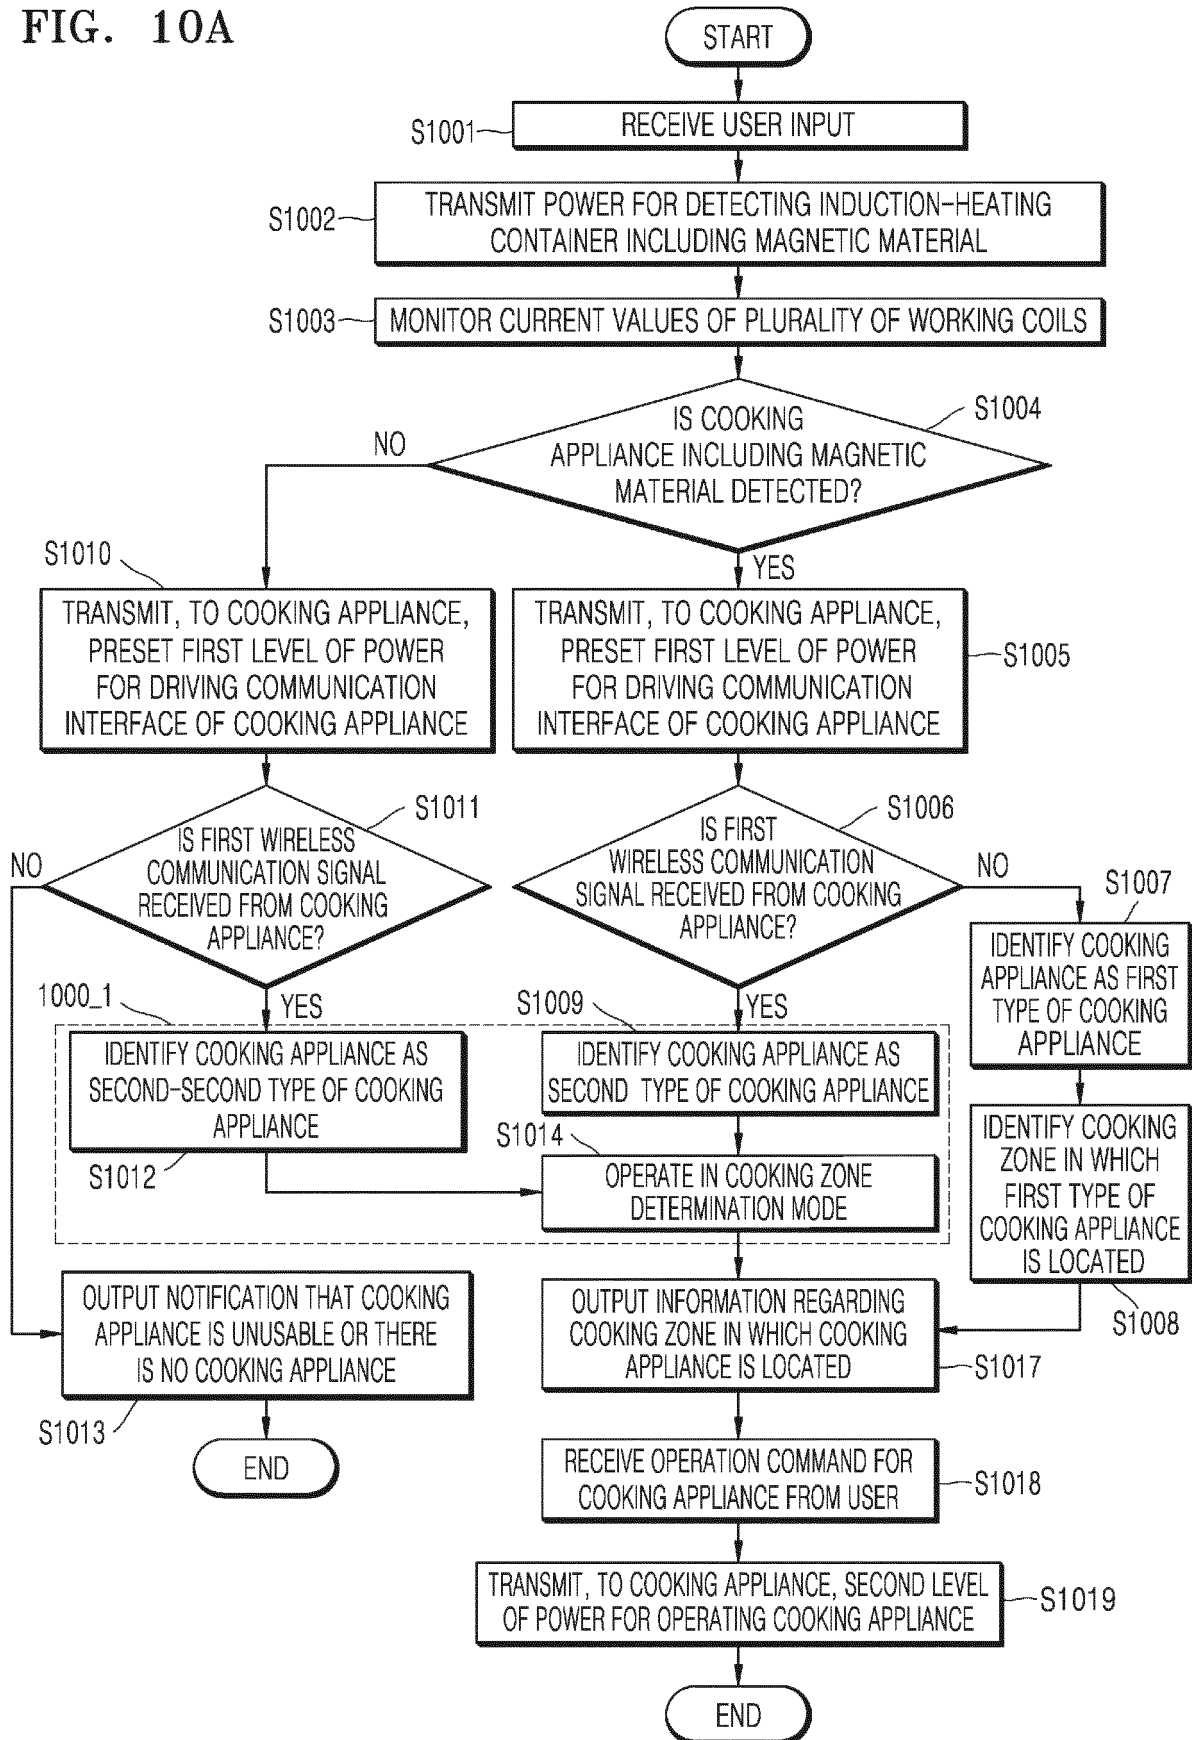 FIG. 10A
START
S1001
RECEIVE USER INPUT
S1002
TRANSMIT POWER FOR DETECTING INDUCTION-HEATING
CONTAINER INCLUDING MAGNETIC MATERIAL
S1003
MONITOR CURRENT VALUES OF PLURALITY OF WORKING COILS
S1004
IS COOKING
APPLIANCE INCLUDING MAGNETIC
MATERIAL DETECTED?
NO
YES
S1010
TRANSMIT, TO COOKING APPLIANCE,
PRESET FIRST LEVEL OF POWER
FOR DRIVING COMMUNICATION
INTERFACE OF COOKING APPLIANCE
TRANSMIT, TO COOKING APPLIANCE,
PRESET FIRST LEVEL OF POWER
FOR DRIVING COMMUNICATION
INTERFACE OF COOKING APPLIANCE
S1005
S1011
IS FIRST WIRELESS
COMMUNICATION SIGNAL
RECEIVED FROM COOKING
APPLIANCE?
NO
YES
S1006
IS FIRST
WIRELESS COMMUNICATION
SIGNAL RECEIVED FROM COOKING
APPLIANCE?
NO
YES
S1007
IDENTIFY COOKING
APPLIANCE AS FIRST
TYPE OF COOKING
APPLIANCE
1000_1
IDENTIFY COOKING APPLIANCE AS
SECOND-SECOND TYPE OF COOKING
APPLIANCE
S1012
S1009
IDENTIFY COOKING APPLIANCE AS
SECOND TYPE OF COOKING APPLIANCE
S1014
OPERATE IN COOKING ZONE
DETERMINATION MODE
IDENTIFY COOKING
ZONE IN WHICH
FIRST TYPE OF
COOKING APPLIANCE
IS LOCATED
S1008
OUTPUT NOTIFICATION THAT COOKING
APPLIANCE IS UNUSABLE OR THERE
IS NO COOKING APPLIANCE
S1013
END
OUTPUT INFORMATION REGARDING
COOKING ZONE IN WHICH COOKING
APPLIANCE IS LOCATED
S1017
RECEIVE OPERATION COMMAND FOR
COOKING APPLIANCE FROM USER
S1018
TRANSMIT, TO COOKING APPLIANCE, SECOND LEVEL
OF POWER FOR OPERATING COOKING APPLIANCE
S1019
END